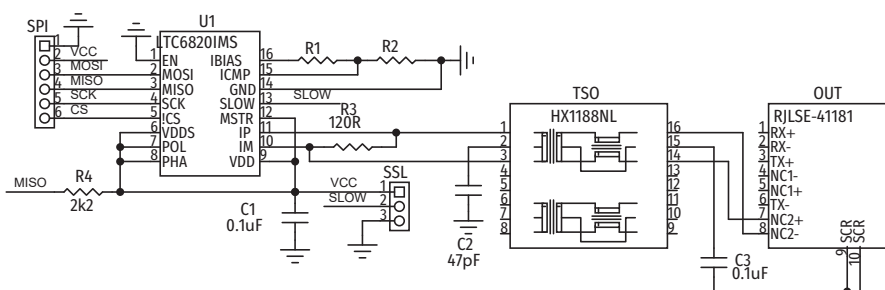 SPI
1
2 VCC
3 MOSI
4 MISO
5 SCK
6 CS
U1
LTC6820IMS
1 EN
2 MOSI
3 MISO
4 SCK
5 !CS
6 VDDS
7 POL
8 PHA
IBIAS 16
ICMP 15
GND 14
SLOW 13
MSTR 12
IP 11
IM 10
VDD 9
R1
R2
SLOW
R3
120R
MISO
R4
2k2
C1
0.1uF
VCC
SLOW
SSL
1
2
3
C2
47pF
TSO
HX1188NL
1
2
3
4
5
6
7
8
16
15
14
13
12
11
10
9
C3
0.1uF
OUT
RJLSE-41181
1 RX+
2 RX-
3 TX+
4 NC1-
5 NC1+
6 TX-
7 NC2+
8 NC2-
9 SCR
10 SCR